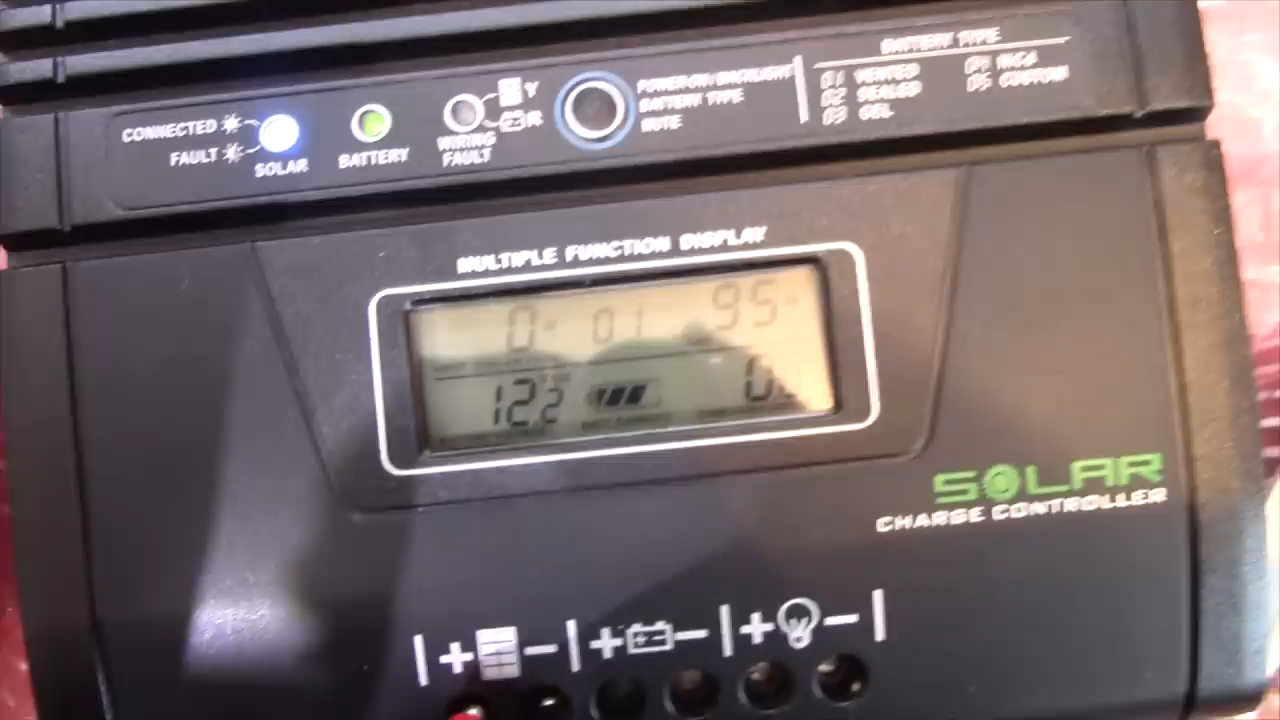 CONNECTED
FAULT
SOLAR
BATTERY
WIRING
FAULT
Y
R
POWER ON/BACKLIGHT
BATTERY TYPE
MUTE
BATTERY TYPE
01 VENTED
02 SEALED
03 GEL
04 NiCd
05 CUSTOM
MULTIPLE FUNCTION DISPLAY
0 01 95
12.2 0.
SOLAR
CHARGE CONTROLLER
+ − + − + −